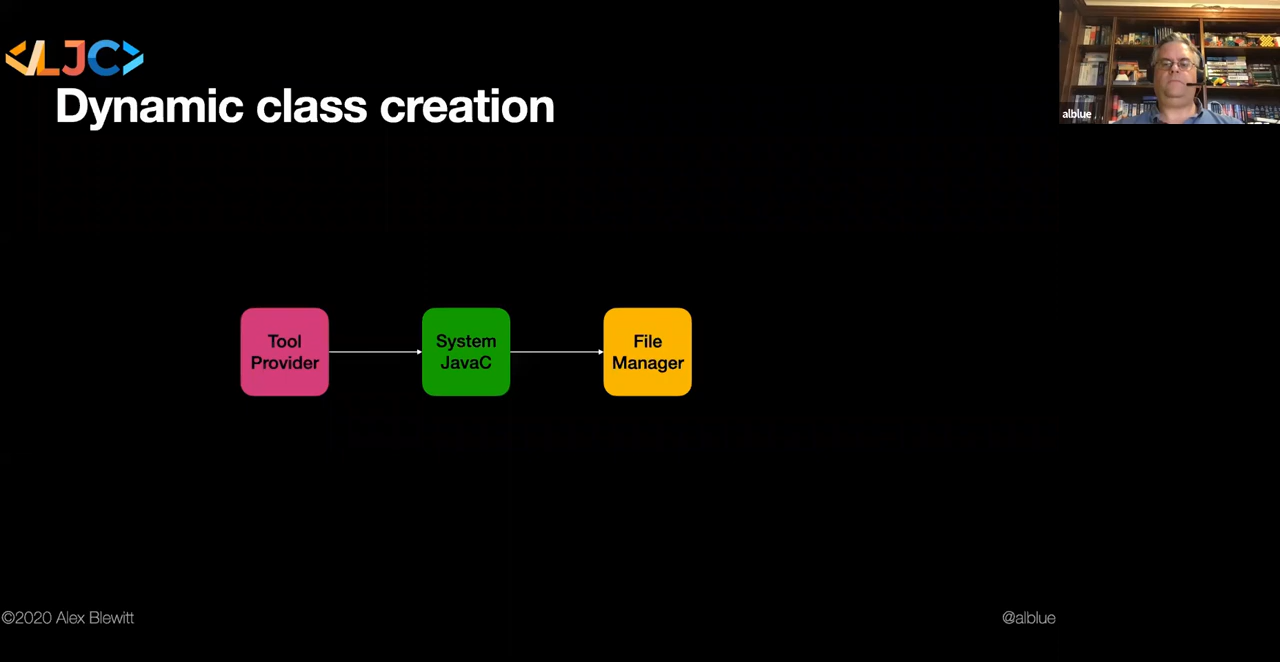 <LJC>
Dynamic class creation
alblue
Tool
Provider
System
JavaC
File
Manager
©2020 Alex Blewitt
@alblue